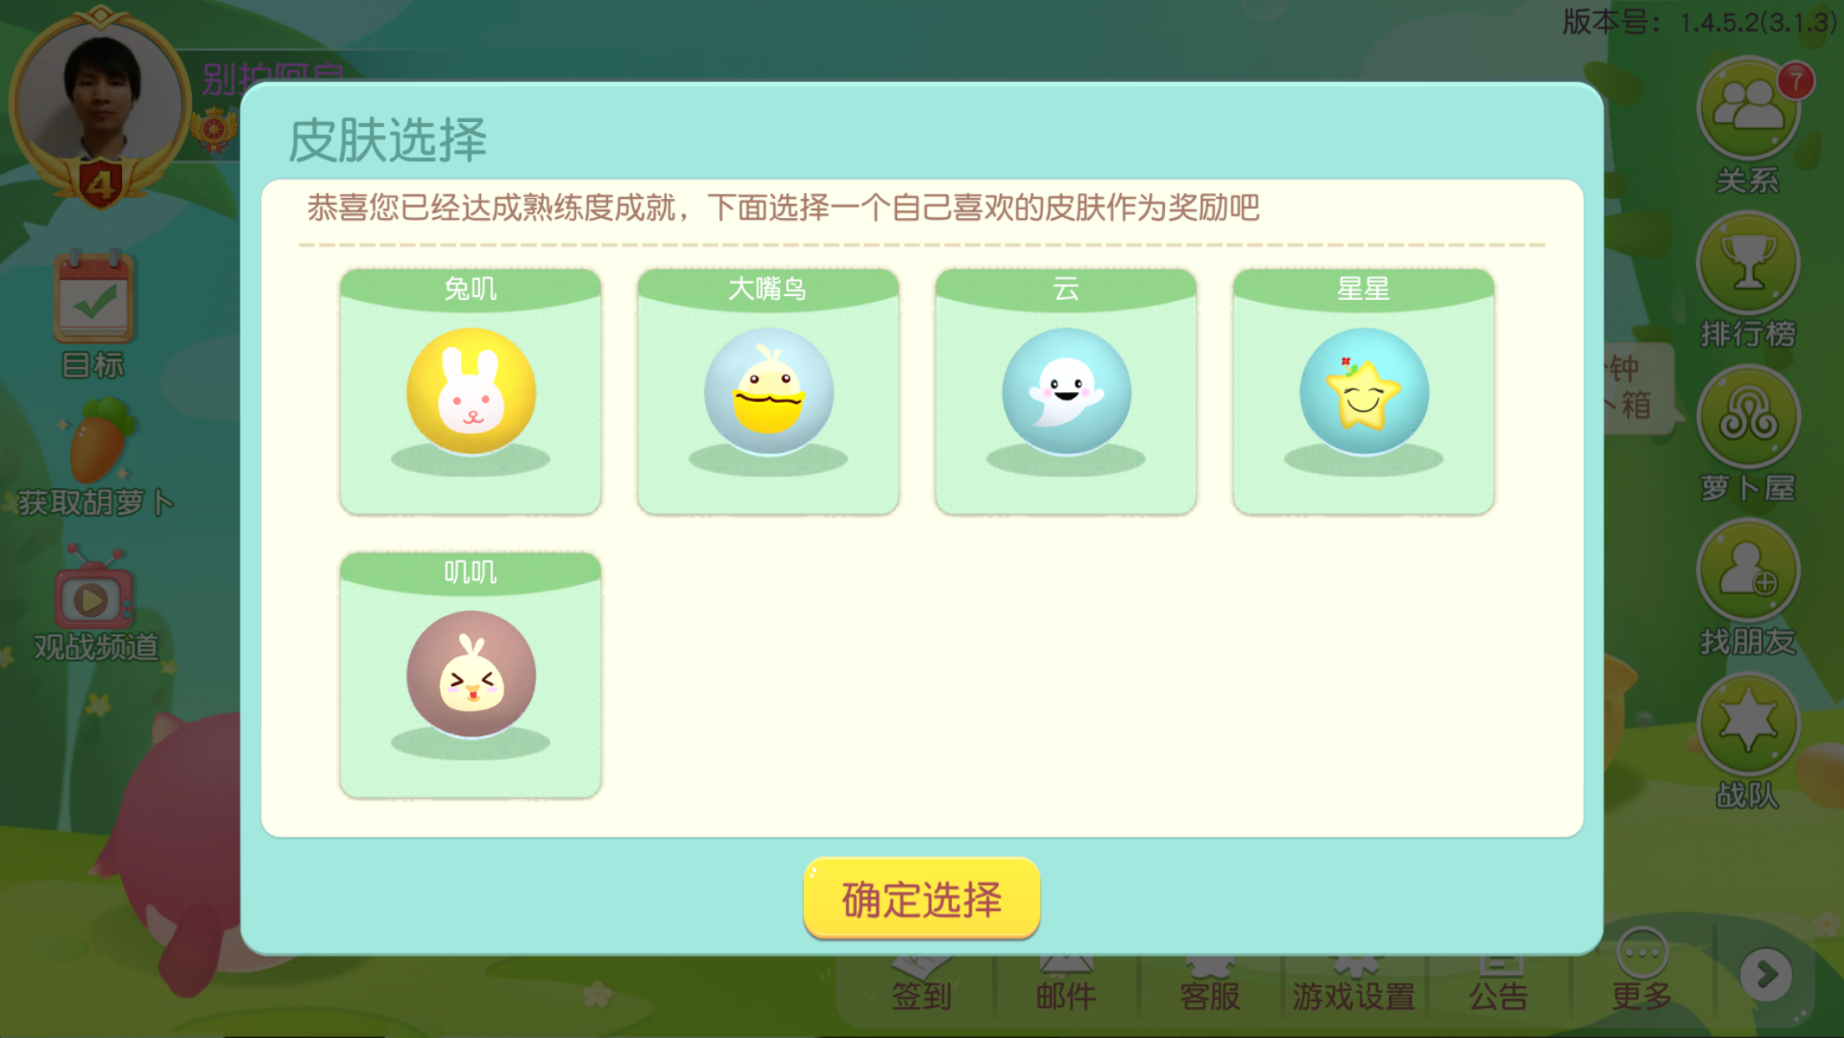 版本号：1.4.5.2(3.1.3)
7
4
皮肤选择
恭喜您已经达成熟练度成就，下面选择一个自己喜欢的皮肤作为奖励吧
兔叽
大嘴鸟
云
星星
叽叽
确定选择
目标
获取胡萝卜
观战频道
关系
排行榜
钟
箱
萝卜屋
找朋友
战队
签到
邮件
客服
游戏设置
公告
更多